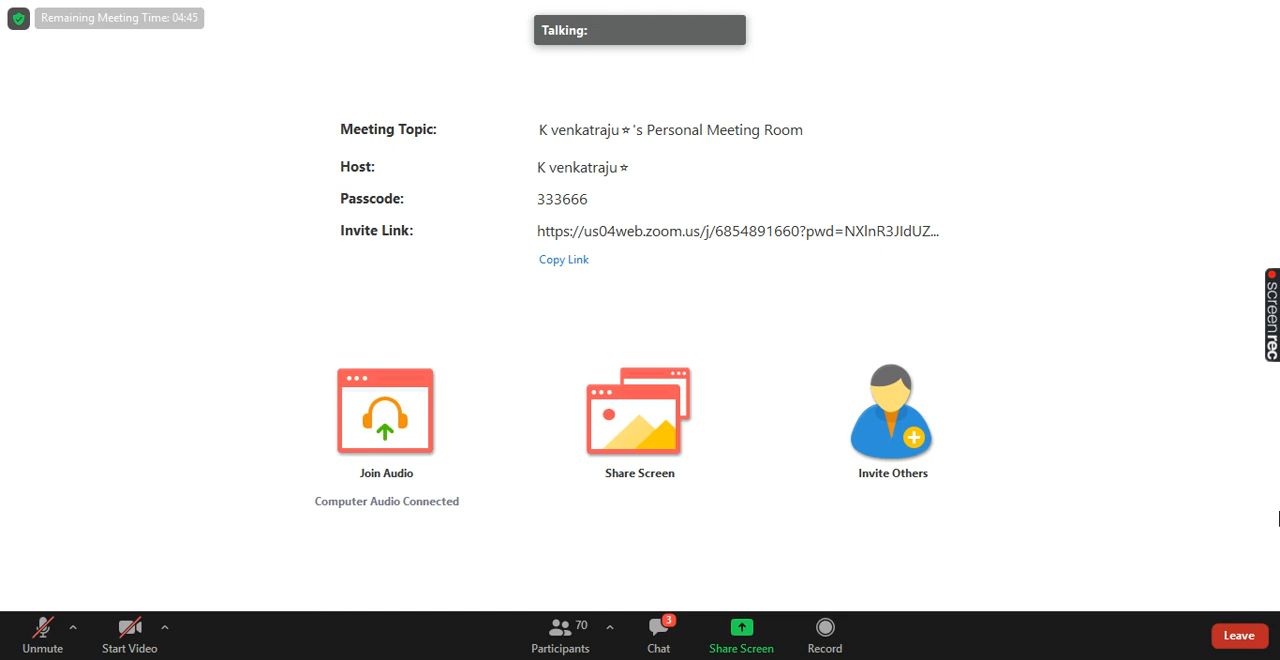 Remaining Meeting Time: 04:45
Talking:
Meeting Topic: K venkatraju⭐'s Personal Meeting Room
Host: K venkatraju⭐
Passcode: 333666
Invite Link: https://us04web.zoom.us/j/6854891660?pwd=NXlnR3JIdUZ...
Copy Link
Join Audio Share Screen Invite Others
Computer Audio Connected
screenrec
70 3
Unmute Start Video Participants Chat Share Screen Record Leave